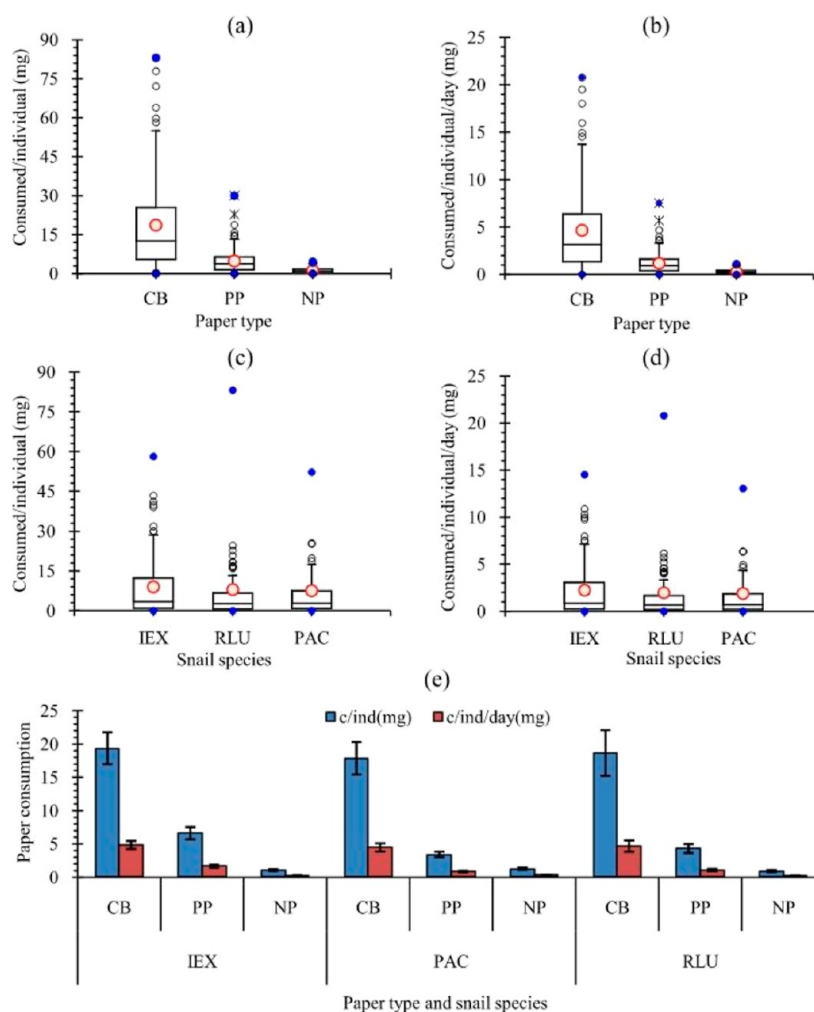 (a)
Consumed/individual (mg)
90
75
60
45
30
15
0
CB PP NP
Paper type
(b)
Consumed/individual/day (mg)
25
20
15
10
5
0
CB PP NP
Paper type
(c)
Consumed/individual (mg)
90
75
60
45
30
15
0
IEX RLU PAC
Snail species
(d)
Consumed/individual/day (mg)
25
20
15
10
5
0
IEX RLU PAC
Snail species
(e)
c/ind(mg) c/ind/day(mg)
Paper consumption
25
20
15
10
5
0
CB PP NP CB PP NP CB PP NP
IEX PAC RLU
Paper type and snail species